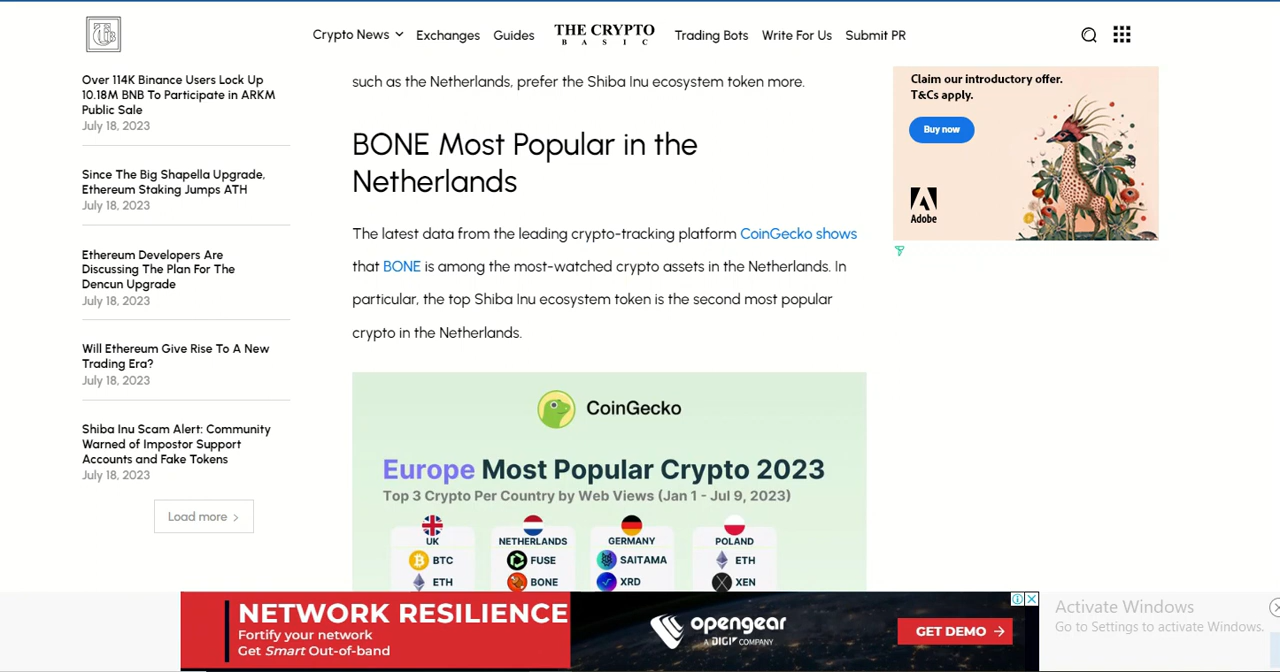 Crypto News
Exchanges
Guides
THE CRYPTO
BASIC
Trading Bots
Write For Us
Submit PR
Over 114K Binance Users Lock Up
10.18M BNB To Participate in ARKM
Public Sale
July 18, 2023
Since The Big Shapella Upgrade,
Ethereum Staking Jumps ATH
July 18, 2023
Ethereum Developers Are
Discussing The Plan For The
Dencun Upgrade
July 18, 2023
Will Ethereum Give Rise To A New
Trading Era?
July 18, 2023
Shiba Inu Scam Alert: Community
Warned of Impostor Support
Accounts and Fake Tokens
July 18, 2023
Load more
such as the Netherlands, prefer the Shiba Inu ecosystem token more.
BONE Most Popular in the
Netherlands
The latest data from the leading crypto-tracking platform CoinGecko shows
that BONE is among the most-watched crypto assets in the Netherlands. In
particular, the top Shiba Inu ecosystem token is the second most popular
crypto in the Netherlands.
CoinGecko
Europe Most Popular Crypto 2023
Top 3 Crypto Per Country by Web Views (Jan 1 - Jul 9, 2023)
UK
BTC
ETH
NETHERLANDS
FUSE
BONE
GERMANY
SAITAMA
XRD
POLAND
ETH
XEN
Claim our introductory offer.
T&Cs apply.
Buy now
Adobe
NETWORK RESILIENCE
Fortify your network
Get Smart Out-of-band
opengear
A DIGI COMPANY
GET DEMO
Activate Windows
Go to Settings to activate Windows.